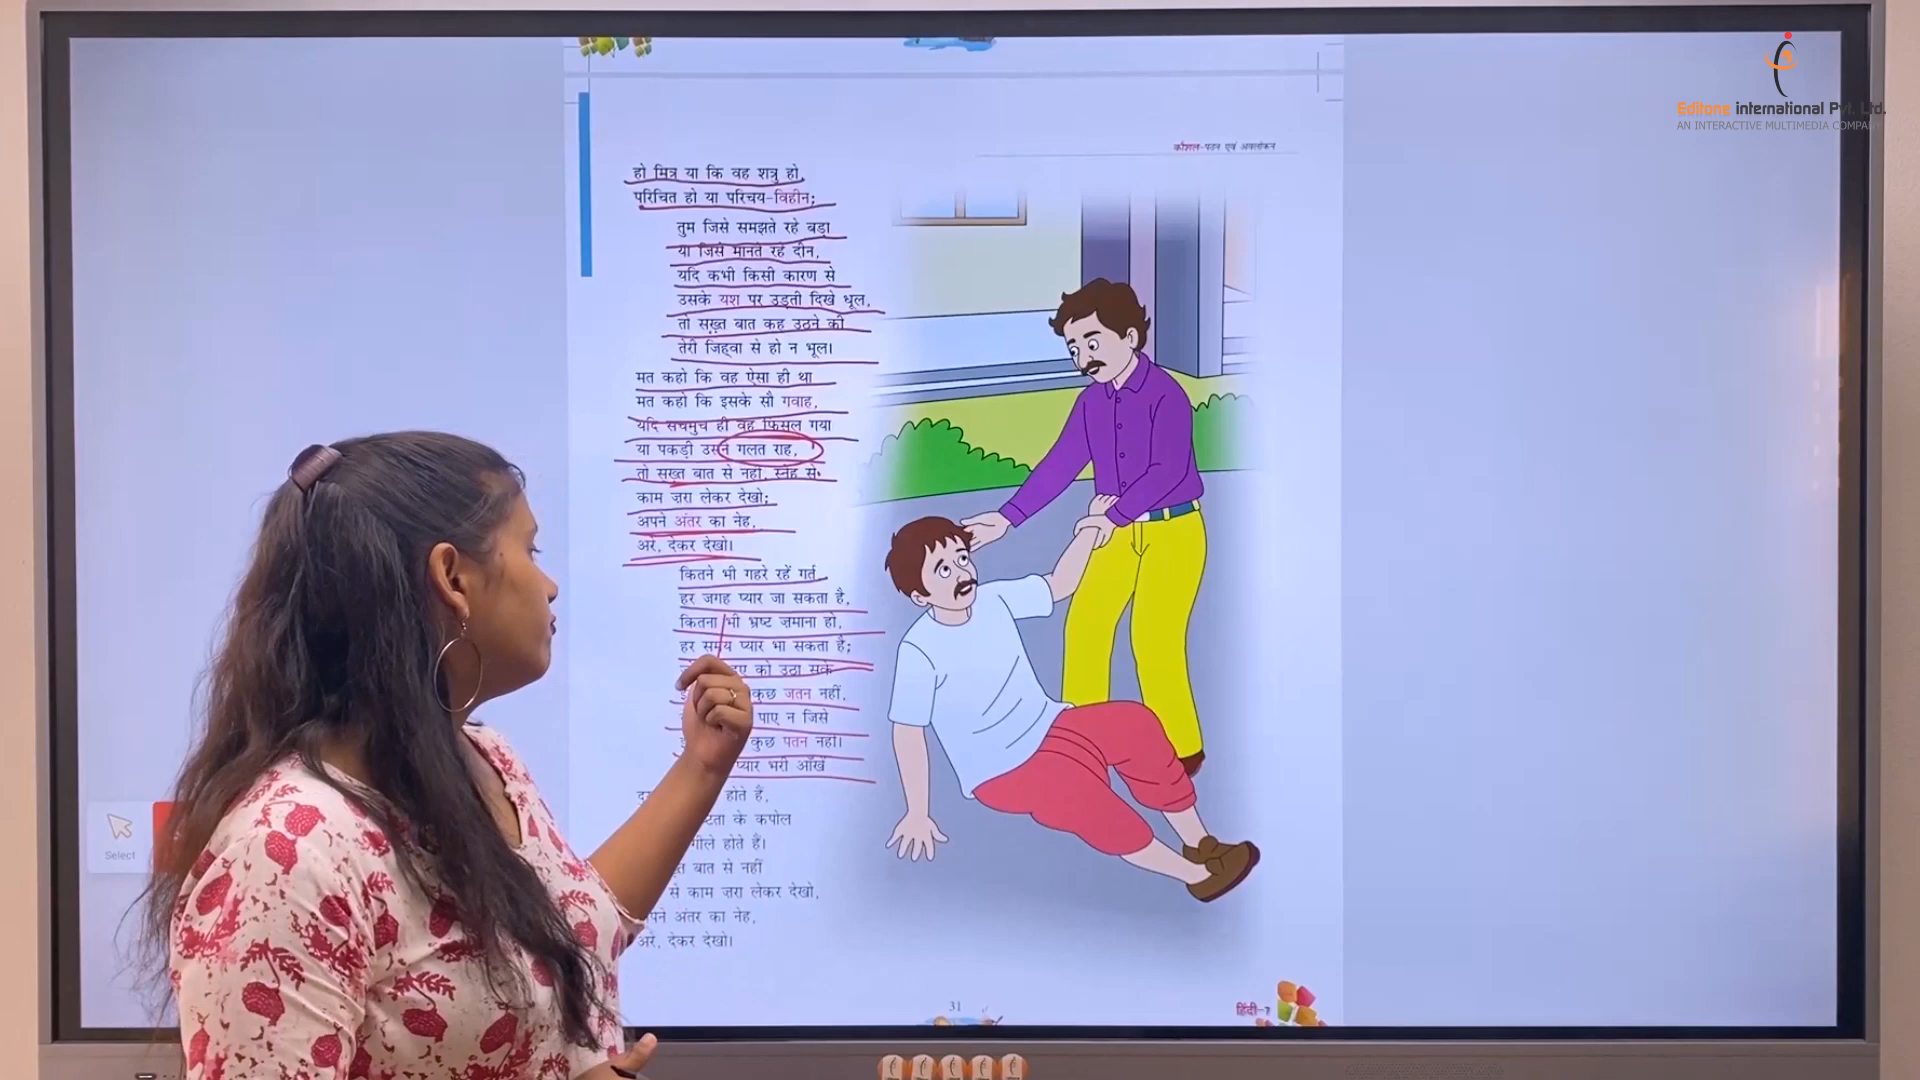 Editone international Pvt. Ltd.
AN INTERACTIVE MULTIMEDIA COMPANY
कौशल-पठन एवं अवलोकन
हो मित्र या कि वह शत्रु हो,
परिचित हो या परिचय-विहीन;
तुम जिसे समझते रहे बड़ा
या जिसे मानते रहे दीन,
यदि कभी किसी कारण से
उसके यश पर उड़ती दिखे धूल,
तो सख़्त बात कह उठने की
तेरी जिह्वा से हो न भूल।
मत कहो कि वह ऐसा ही था
मत कहो कि इसके सौ गवाह,
यदि सचमुच ही वह फिसल गया
या पकड़ी उसने गलत राह,
तो सख़्त बात से नहीं, स्नेह से
काम ज़रा लेकर देखो;
अपने अंतर का नेह,
अरे, देकर देखो।
कितने भी गहरे रहें गर्त,
हर जगह प्यार जा सकता है,
कितना भी भ्रष्ट ज़माना हो,
हर समय प्यार भा सकता है;
को उठा सके
कुछ जतन नहीं,
पाए न जिसे
कुछ पतन नहीं।
प्यार भरी आँखें
होते हैं,
के कपोल
गीले होते हैं।
बात से नहीं
से काम ज़रा लेकर देखो,
अपने अंतर का नेह,
अरे, देकर देखो।
Select
31
हिंदी-7